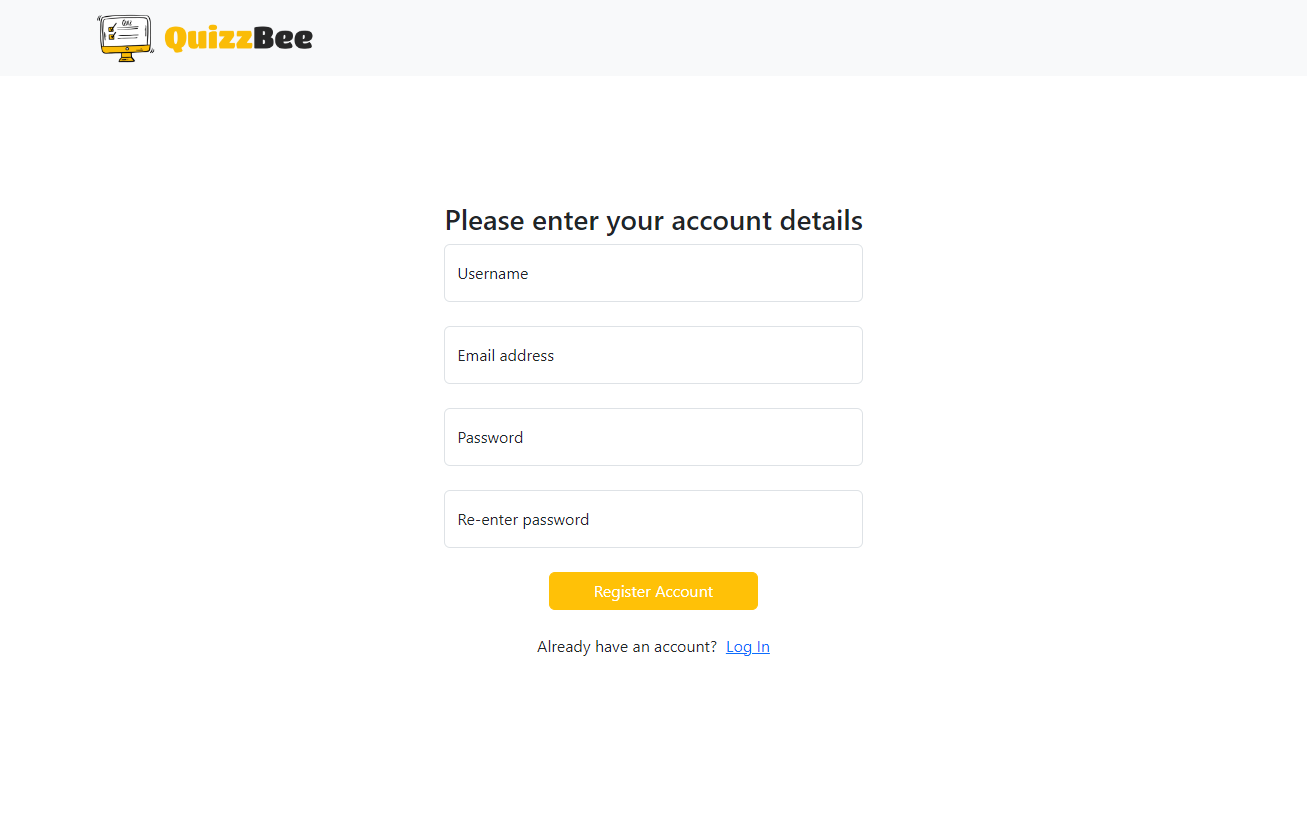 Quiz
QuizzBee
Please enter your account details
Username
Email address
Password
Re-enter password
Register Account
Already have an account? Log In